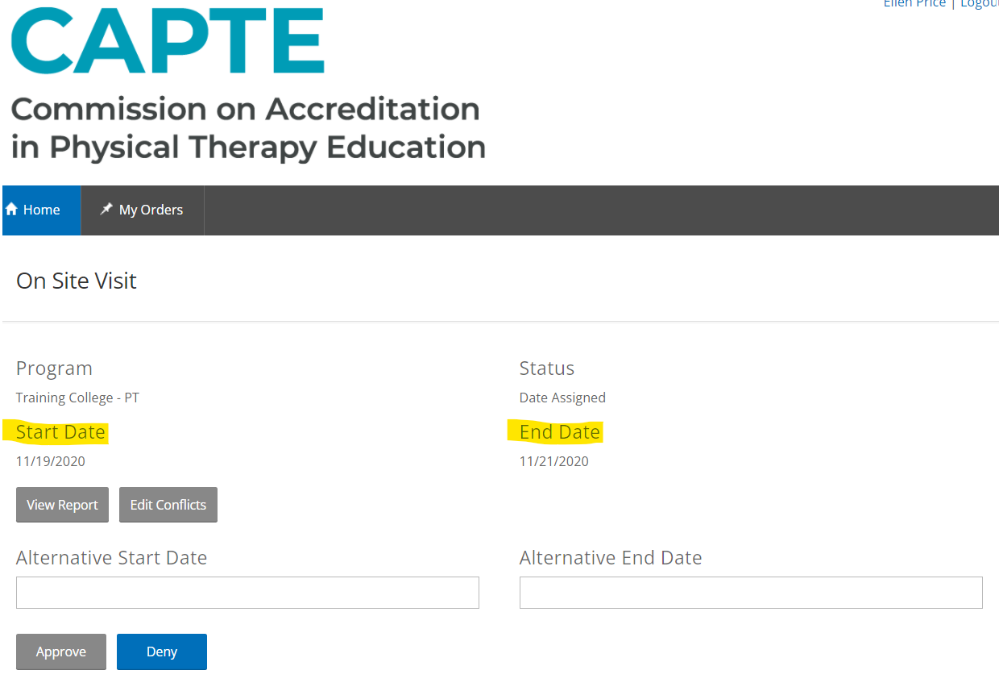 Ellen Price | Logout
CAPTE
Commission on Accreditation
in Physical Therapy Education
Home My Orders
On Site Visit
Program Status
Training College - PT Date Assigned
Start Date End Date
11/19/2020 11/21/2020
View Report Edit Conflicts
Alternative Start Date Alternative End Date
Approve Deny